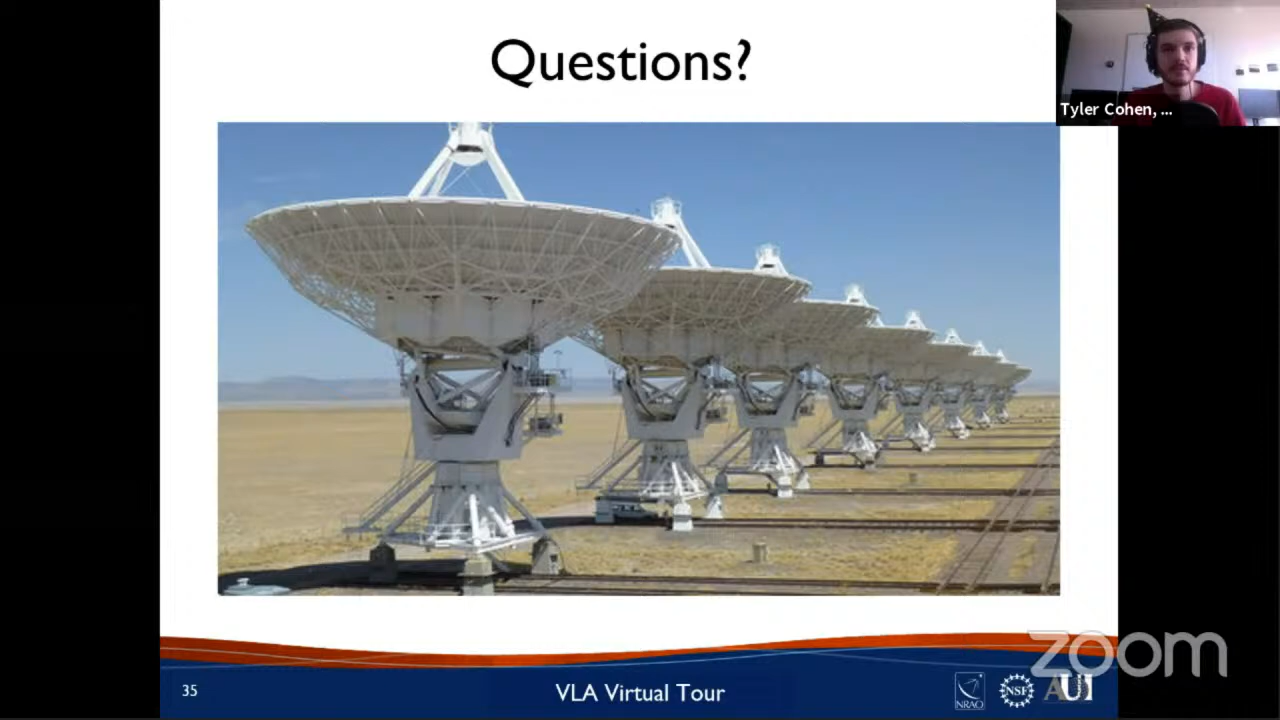 Questions?
Tyler Cohen, ...
35
VLA Virtual Tour
NRAO
NSF
AUI
zoom